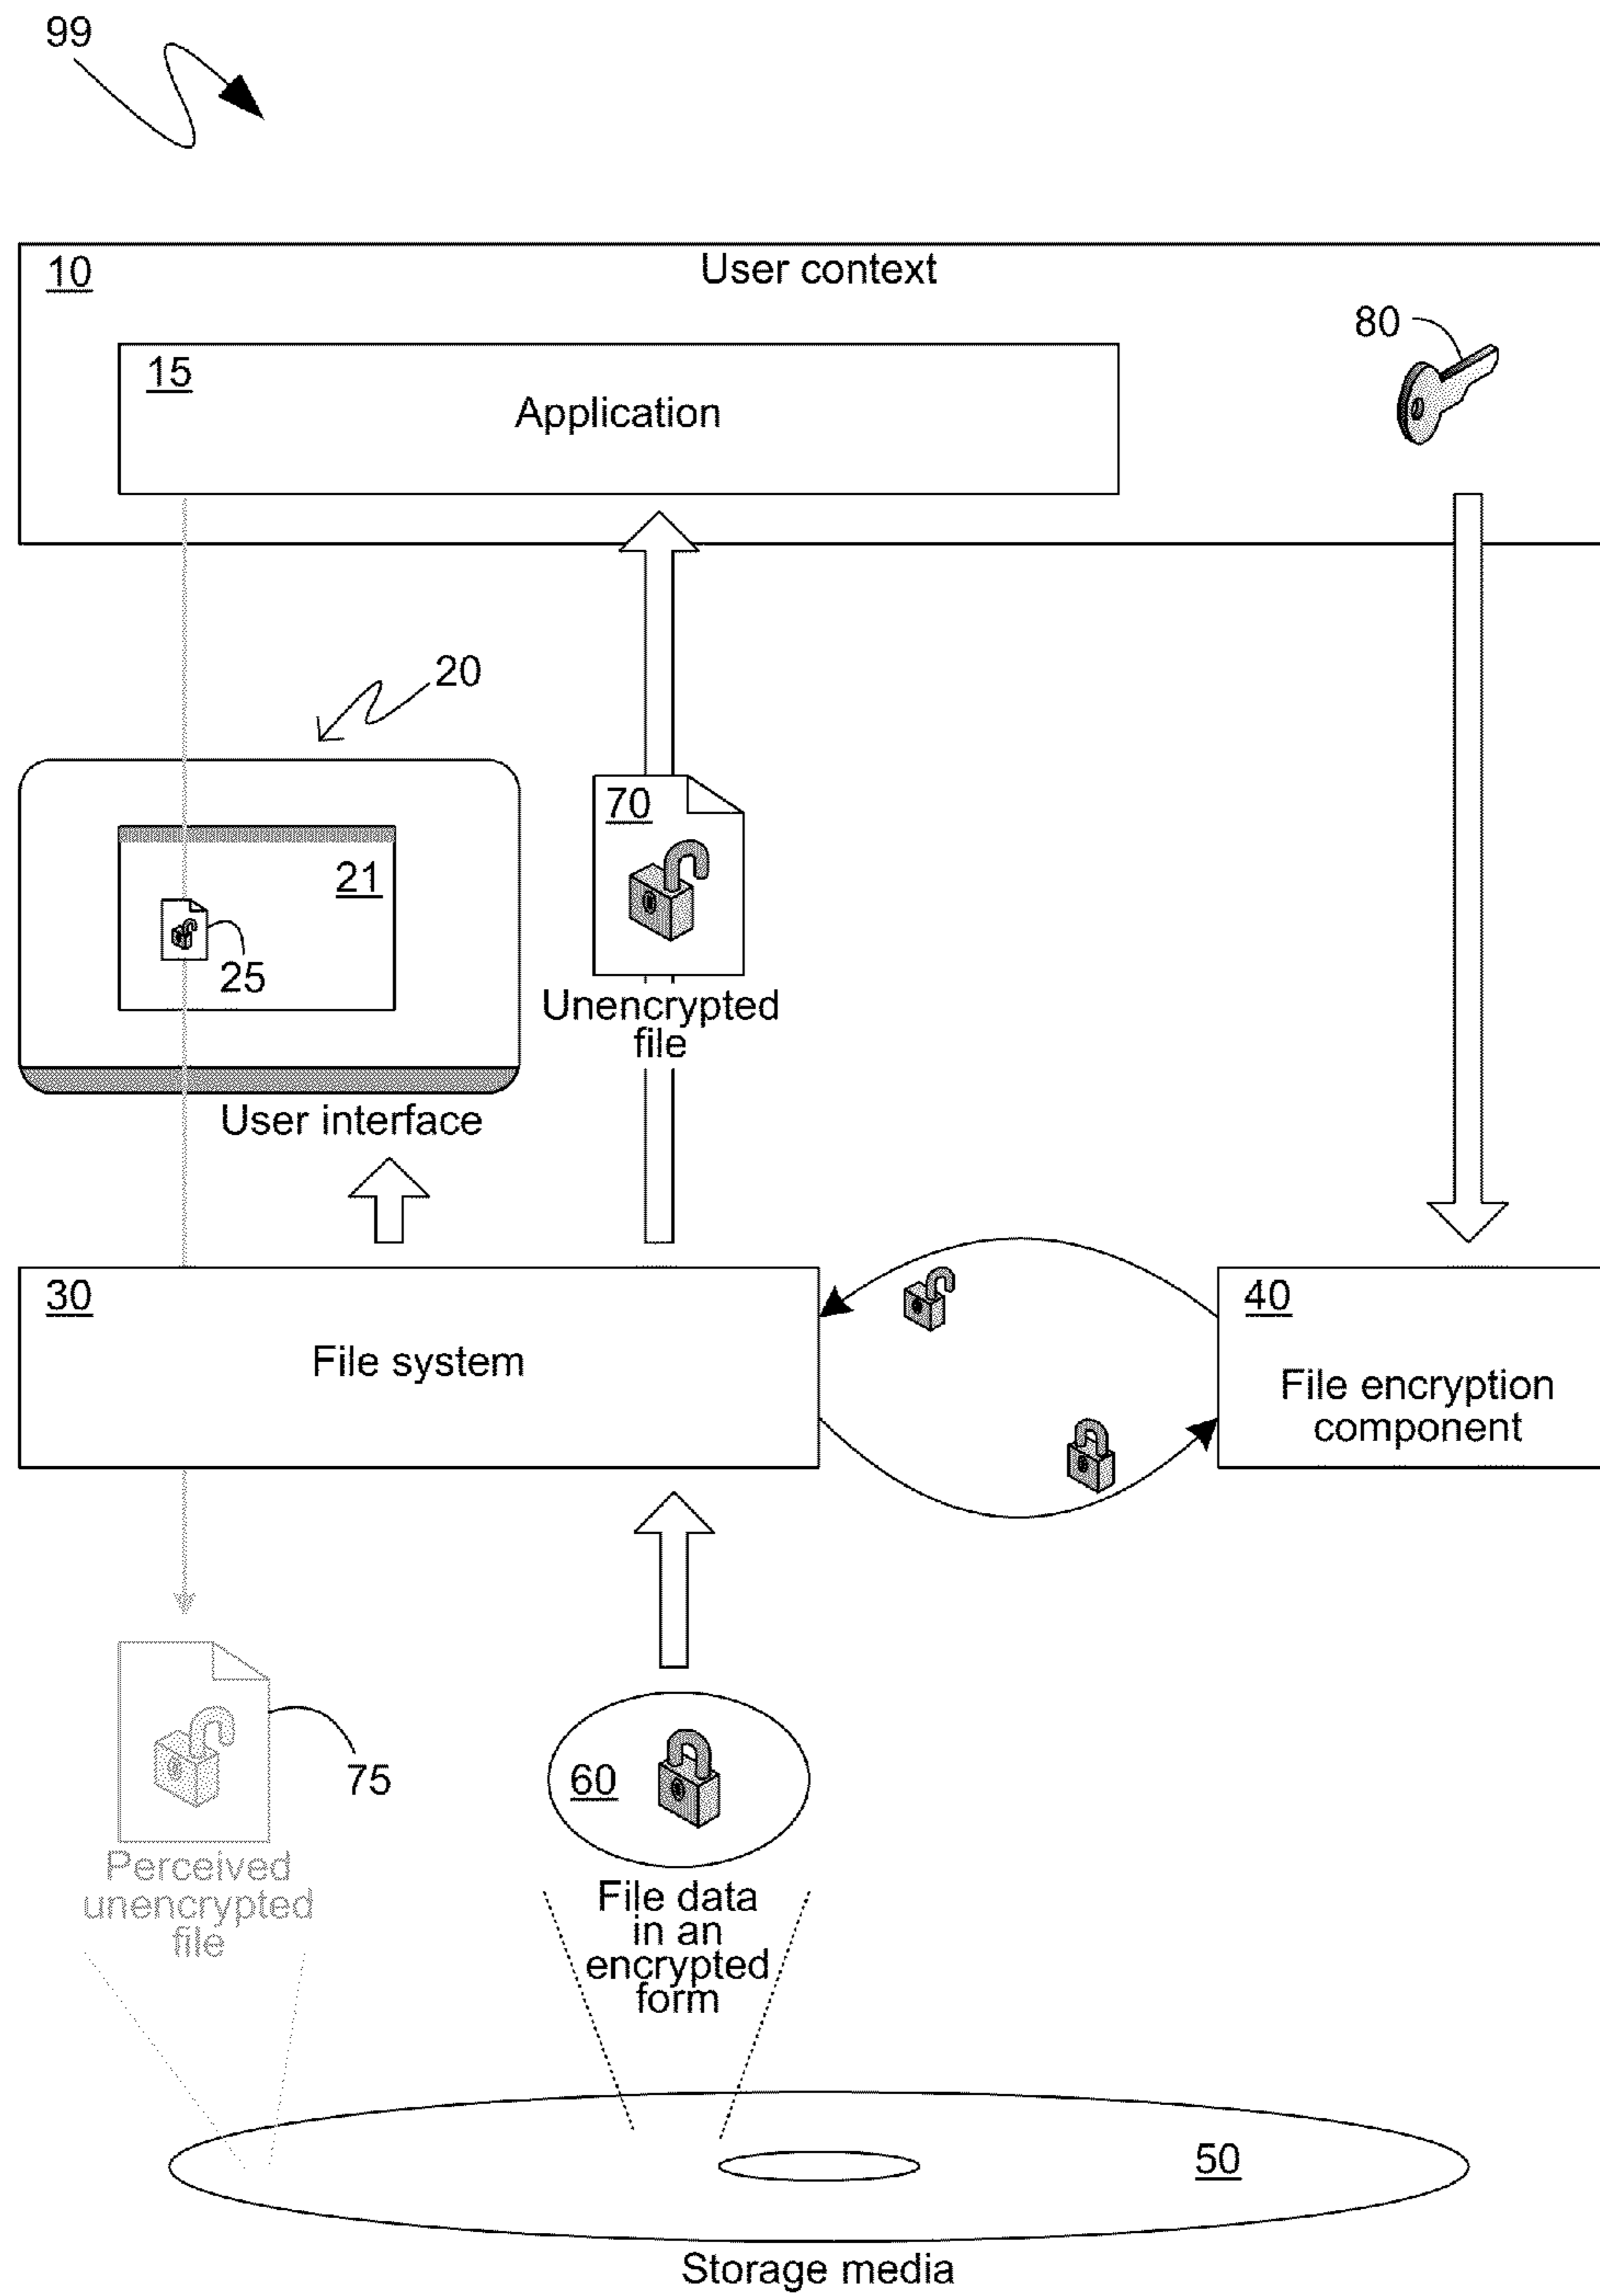 99
10
User context
80
15
Application
20
70
21
25
Unencrypted
file
User interface
30
File system
40
File encryption
component
75
60
Perceived
unencrypted
file
File data
in an
encrypted
form
50
Storage media